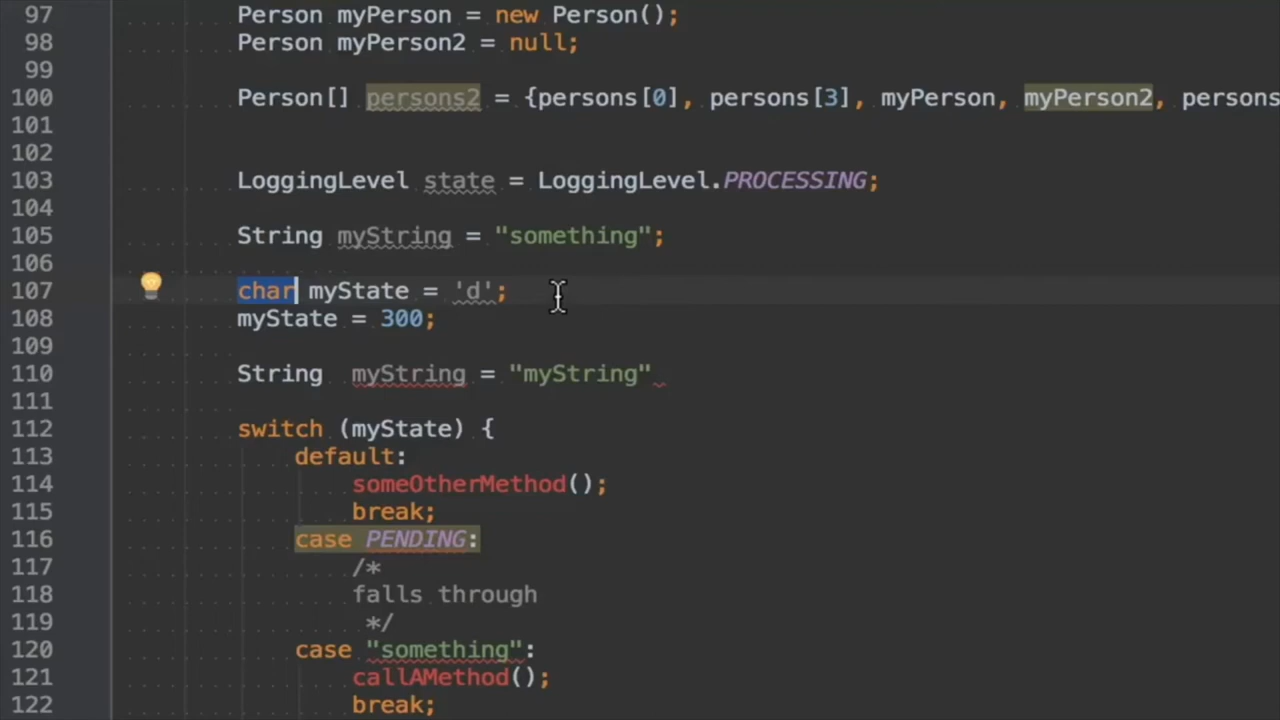 97 Person myPerson = new Person();
98 Person myPerson2 = null;
99
100 Person[] persons2 = {persons[0], persons[3], myPerson, myPerson2, persons
101
102
103 LoggingLevel state = LoggingLevel.PROCESSING;
104
105 String myString = "something";
106
107 char myState = 'd';
108 myState = 300;
109
110 String  myString = "myString"
111
112 switch (myState) {
113 default:
114 someOtherMethod();
115 break;
116 case PENDING:
117 /*
118 falls through
119 */
120 case "something":
121 callAMethod();
122 break;